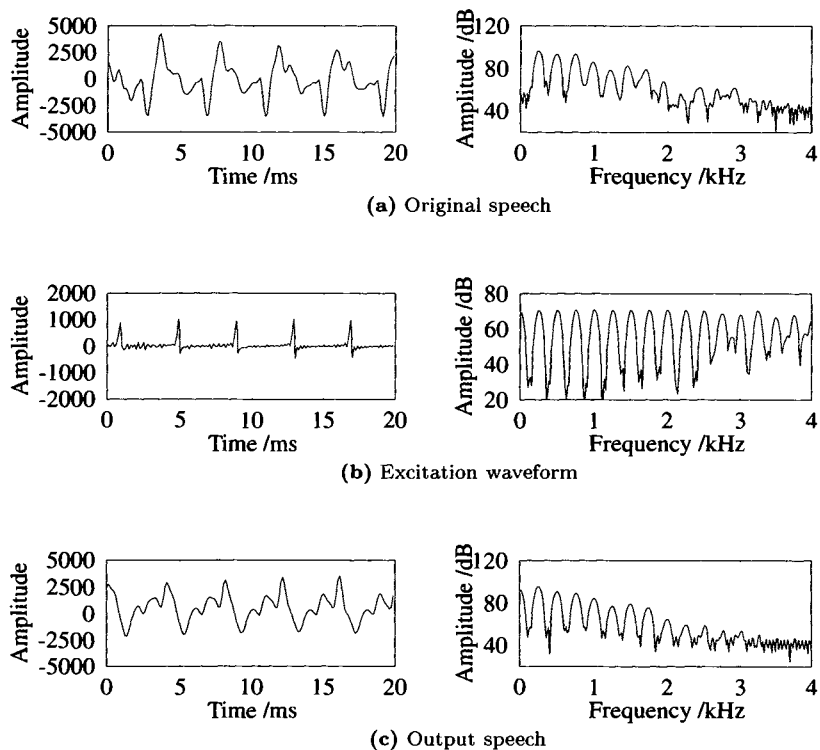 5000
2500
0
-2500
-5000
Amplitude
0 5 10 15 20
Time /ms
120
80
40
Amplitude /dB
0 1 2 3 4
Frequency /kHz
(a) Original speech
2000
1000
0
-1000
-2000
Amplitude
0 5 10 15 20
Time /ms
80
60
40
20
Amplitude /dB
0 1 2 3 4
Frequency /kHz
(b) Excitation waveform
5000
2500
0
-2500
-5000
Amplitude
0 5 10 15 20
Time /ms
120
80
40
Amplitude /dB
0 1 2 3 4
Frequency /kHz
(c) Output speech